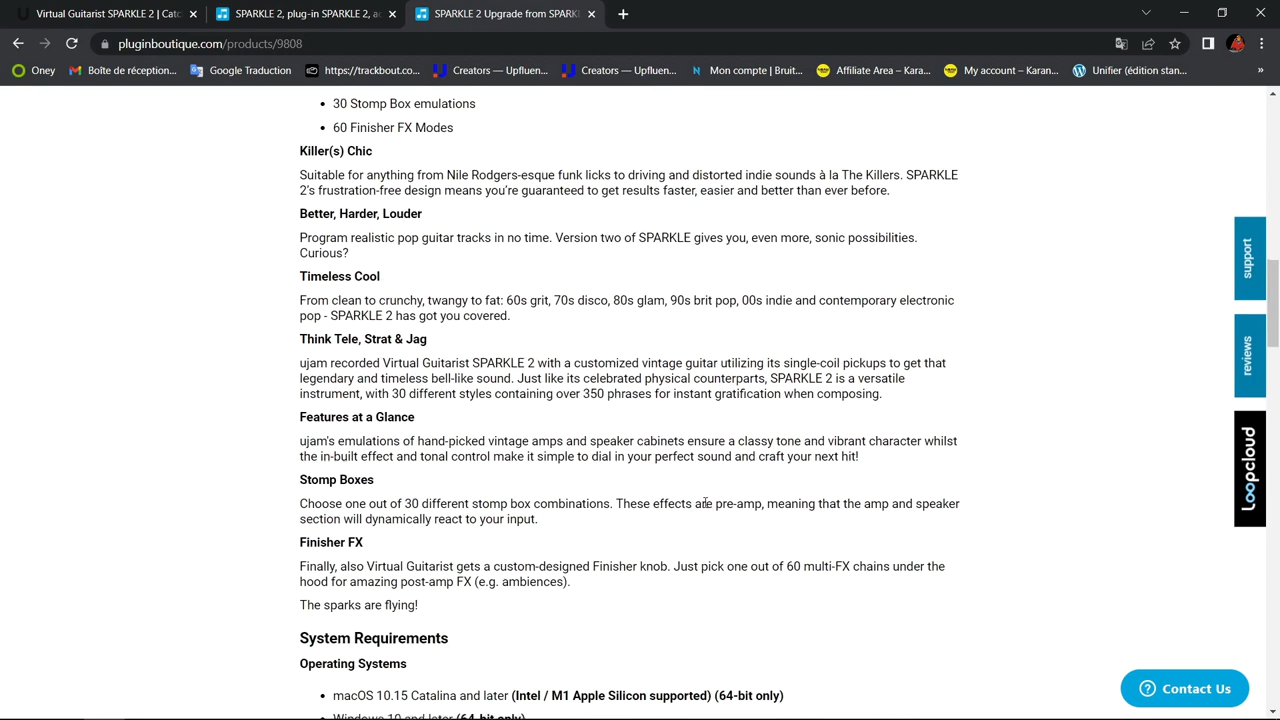 Virtual Guitarist SPARKLE 2 | Catc
SPARKLE 2, plug-in SPARKLE 2, ac
SPARKLE 2 Upgrade from SPARK
pluginboutique.com/products/9808
Oney
Boîte de réception...
Google Traduction
https://trackbout.co...
Creators — Upfluen...
Creators — Upfluen...
Mon compte | Bruit...
Affiliate Area – Kara...
My account – Karan...
Unifier (édition stan...
»
• 30 Stomp Box emulations
• 60 Finisher FX Modes
Killer(s) Chic
Suitable for anything from Nile Rodgers-esque funk licks to driving and distorted indie sounds à la The Killers. SPARKLE
2's frustration-free design means you're guaranteed to get results faster, easier and better than ever before.
Better, Harder, Louder
Program realistic pop guitar tracks in no time. Version two of SPARKLE gives you, even more, sonic possibilities.
Curious?
Timeless Cool
From clean to crunchy, twangy to fat: 60s grit, 70s disco, 80s glam, 90s brit pop, 00s indie and contemporary electronic
pop - SPARKLE 2 has got you covered.
Think Tele, Strat & Jag
ujam recorded Virtual Guitarist SPARKLE 2 with a customized vintage guitar utilizing its single-coil pickups to get that
legendary and timeless bell-like sound. Just like its celebrated physical counterparts, SPARKLE 2 is a versatile
instrument, with 30 different styles containing over 350 phrases for instant gratification when composing.
Features at a Glance
ujam's emulations of hand-picked vintage amps and speaker cabinets ensure a classy tone and vibrant character whilst
the in-built effect and tonal control make it simple to dial in your perfect sound and craft your next hit!
Stomp Boxes
Choose one out of 30 different stomp box combinations. These effects are pre-amp, meaning that the amp and speaker
section will dynamically react to your input.
Finisher FX
Finally, also Virtual Guitarist gets a custom-designed Finisher knob. Just pick one out of 60 multi-FX chains under the
hood for amazing post-amp FX (e.g. ambiences).
The sparks are flying!
System Requirements
Operating Systems
• macOS 10.15 Catalina and later (Intel / M1 Apple Silicon supported) (64-bit only)
• Windows 10 and later (64-bit only)
support
reviews
loopcloud
Contact Us